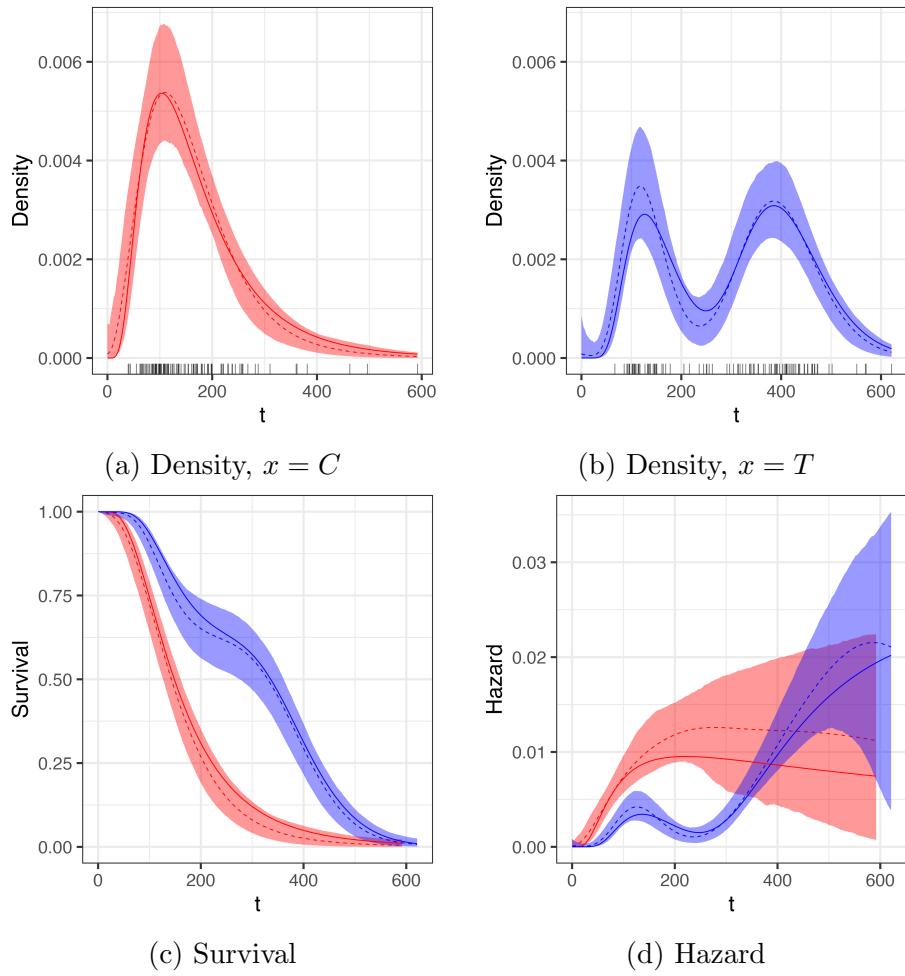 Density
0.006
0.004
0.002
0.000
0 200 400 600
t
(a) Density, x = C
Density
0.006
0.004
0.002
0.000
0 200 400 600
t
(b) Density, x = T
Survival
1.00
0.75
0.50
0.25
0.00
0 200 400 600
t
(c) Survival
Hazard
0.03
0.02
0.01
0.00
0 200 400 600
t
(d) Hazard